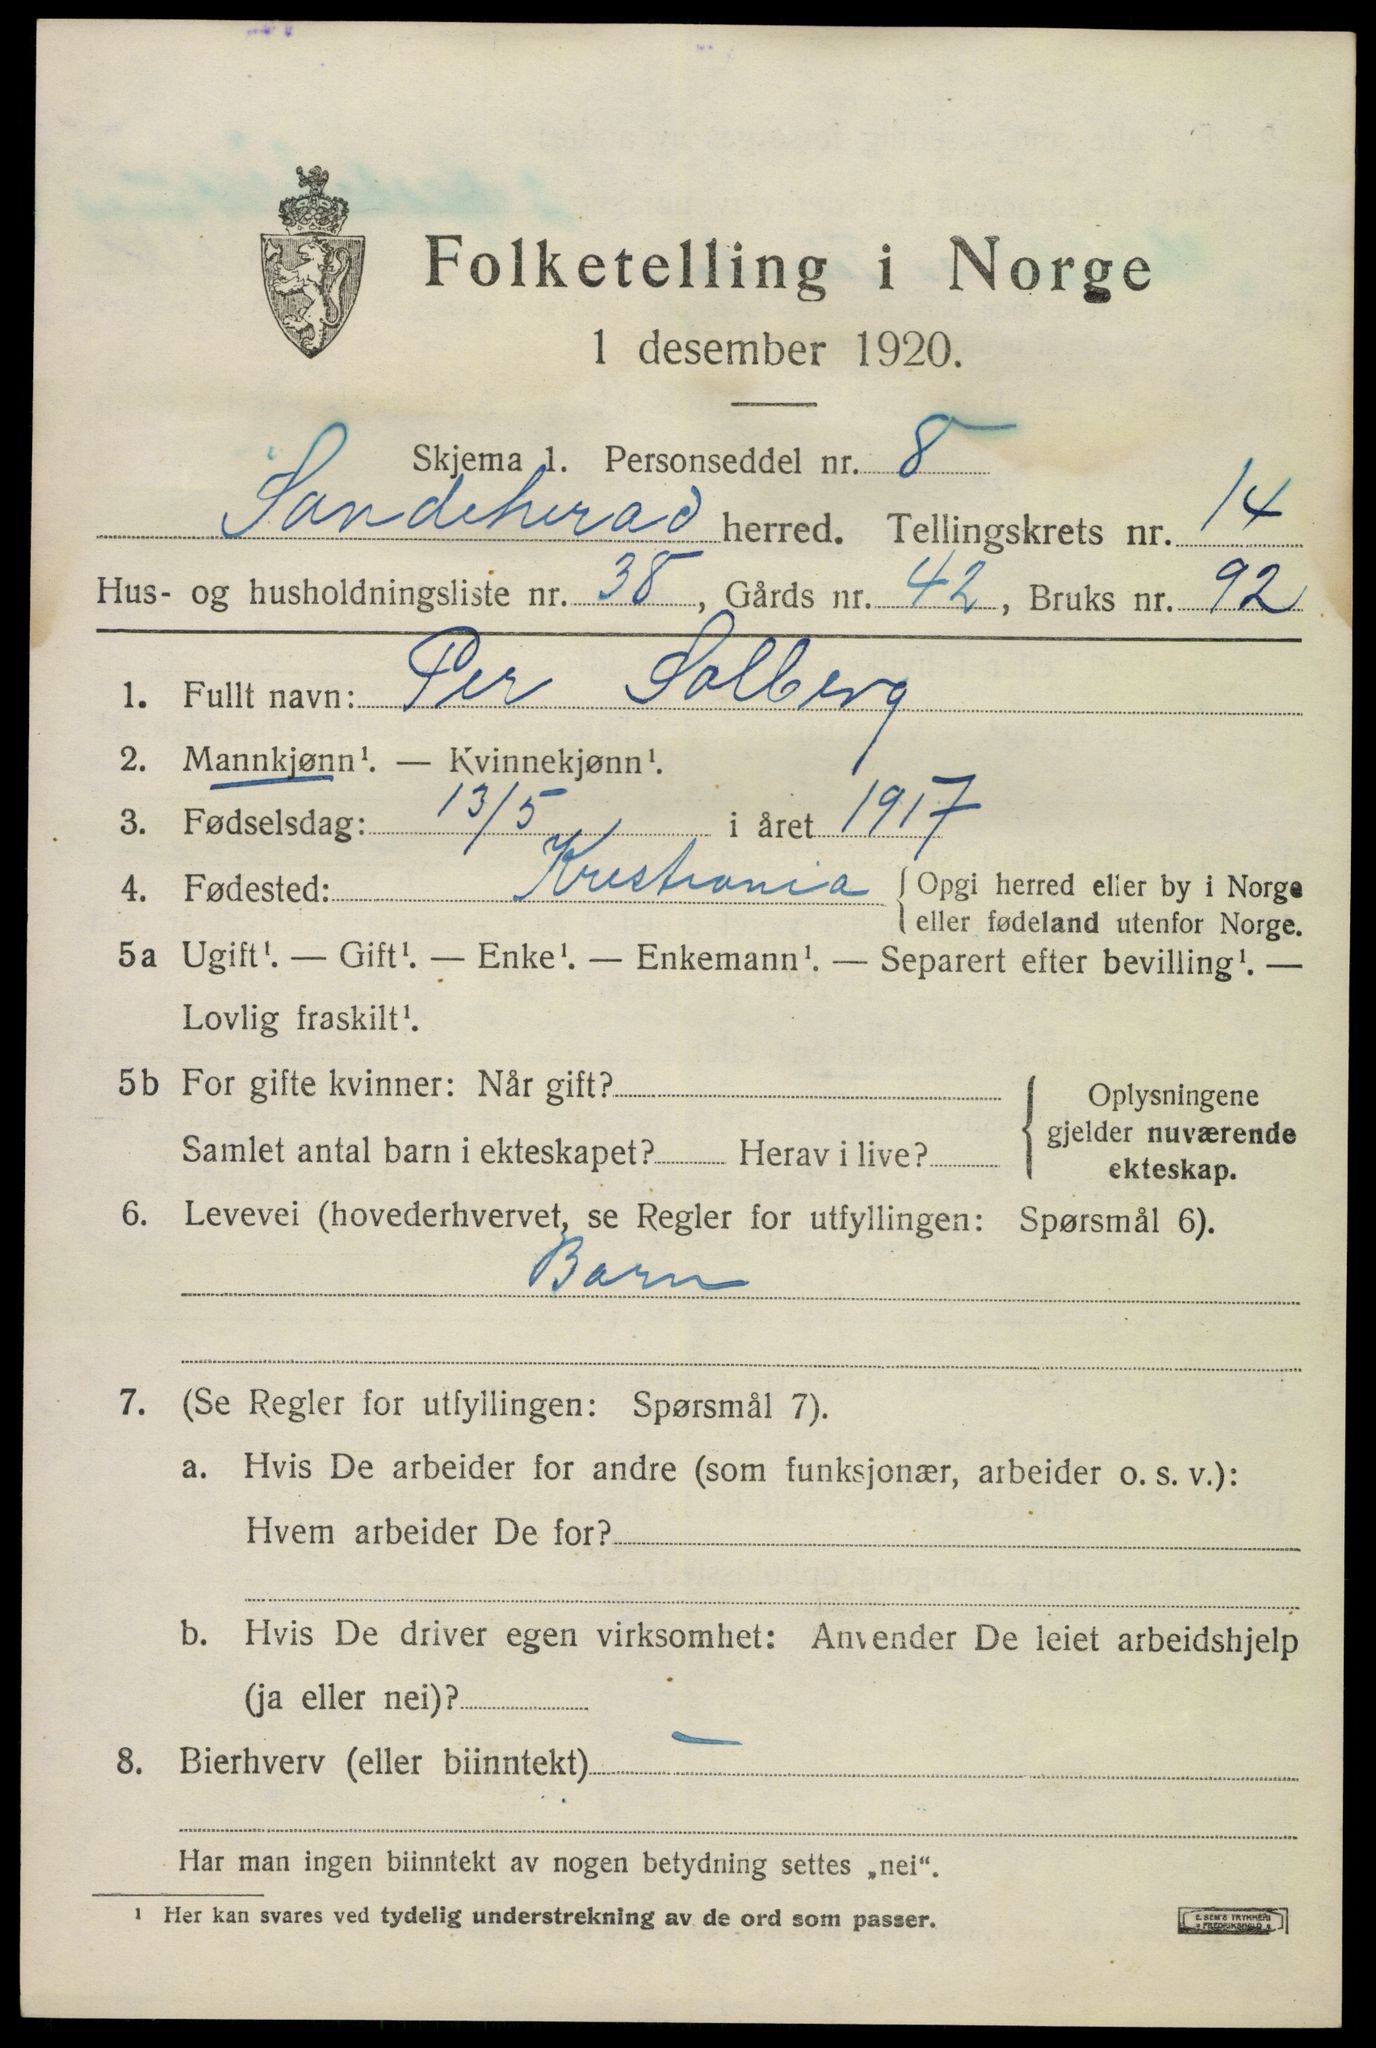 Folketelling i Norge
1 desember 1920.
Skjema 1. Personseddel nr. 8
Sandeherad herred. Tellingskrets nr. 14
Hus- og husholdningsliste nr. 38, Gårds nr. 42, Bruks nr. 92
1. Fullt navn: Per Solberg
2. Mannkjønn¹. — Kvinnekjønn¹.
3. Fødselsdag: 13/5 i året 1917
4. Fødested: Kristiania { Opgi herred eller by i Norge
eller fødeland utenfor Norge.
5a Ugift¹. — Gift¹. — Enke¹. — Enkemann¹. — Separert efter bevilling¹. —
Lovlig fraskilt¹.
5b For gifte kvinner: Når gift? Oplysningene
gjelder nuværende
Samlet antal barn i ekteskapet? Herav i live? ekteskap.
6. Levevei (hovederhvervet, se Regler for utfyllingen: Spørsmål 6).
Barn
7. (Se Regler for utfyllingen: Spørsmål 7).
a. Hvis De arbeider for andre (som funksjonær, arbeider o. s. v.):
Hvem arbeider De for?
b. Hvis De driver egen virksomhet: Anvender De leiet arbeidshjelp
(ja eller nei)?
8. Bierhverv (eller biinntekt) —
Har man ingen biinntekt av nogen betydning settes „nei“.
¹ Her kan svares ved tydelig understrekning av de ord som passer.
E. SEM'S TRYKKERI
FREDRIKSHALD